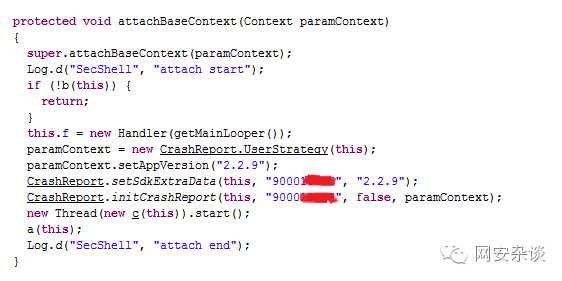 protected void attachBaseContext(Context paramContext)
{
  super.attachBaseContext(paramContext);
  Log.d("SecShell", "attach start");
  if (!b(this)) {
    return;
  }
  this.f = new Handler(getMainLooper());
  paramContext = new CrashReport.UserStrategy(this);
  paramContext.setAppVersion("2.2.9");
  CrashReport.setSdkExtraData(this, "9000", "2.2.9");
  CrashReport.initCrashReport(this, "9000", false, paramContext);
  new Thread(new c(this)).start();
  a(this);
  Log.d("SecShell", "attach end");
}
网安杂谈